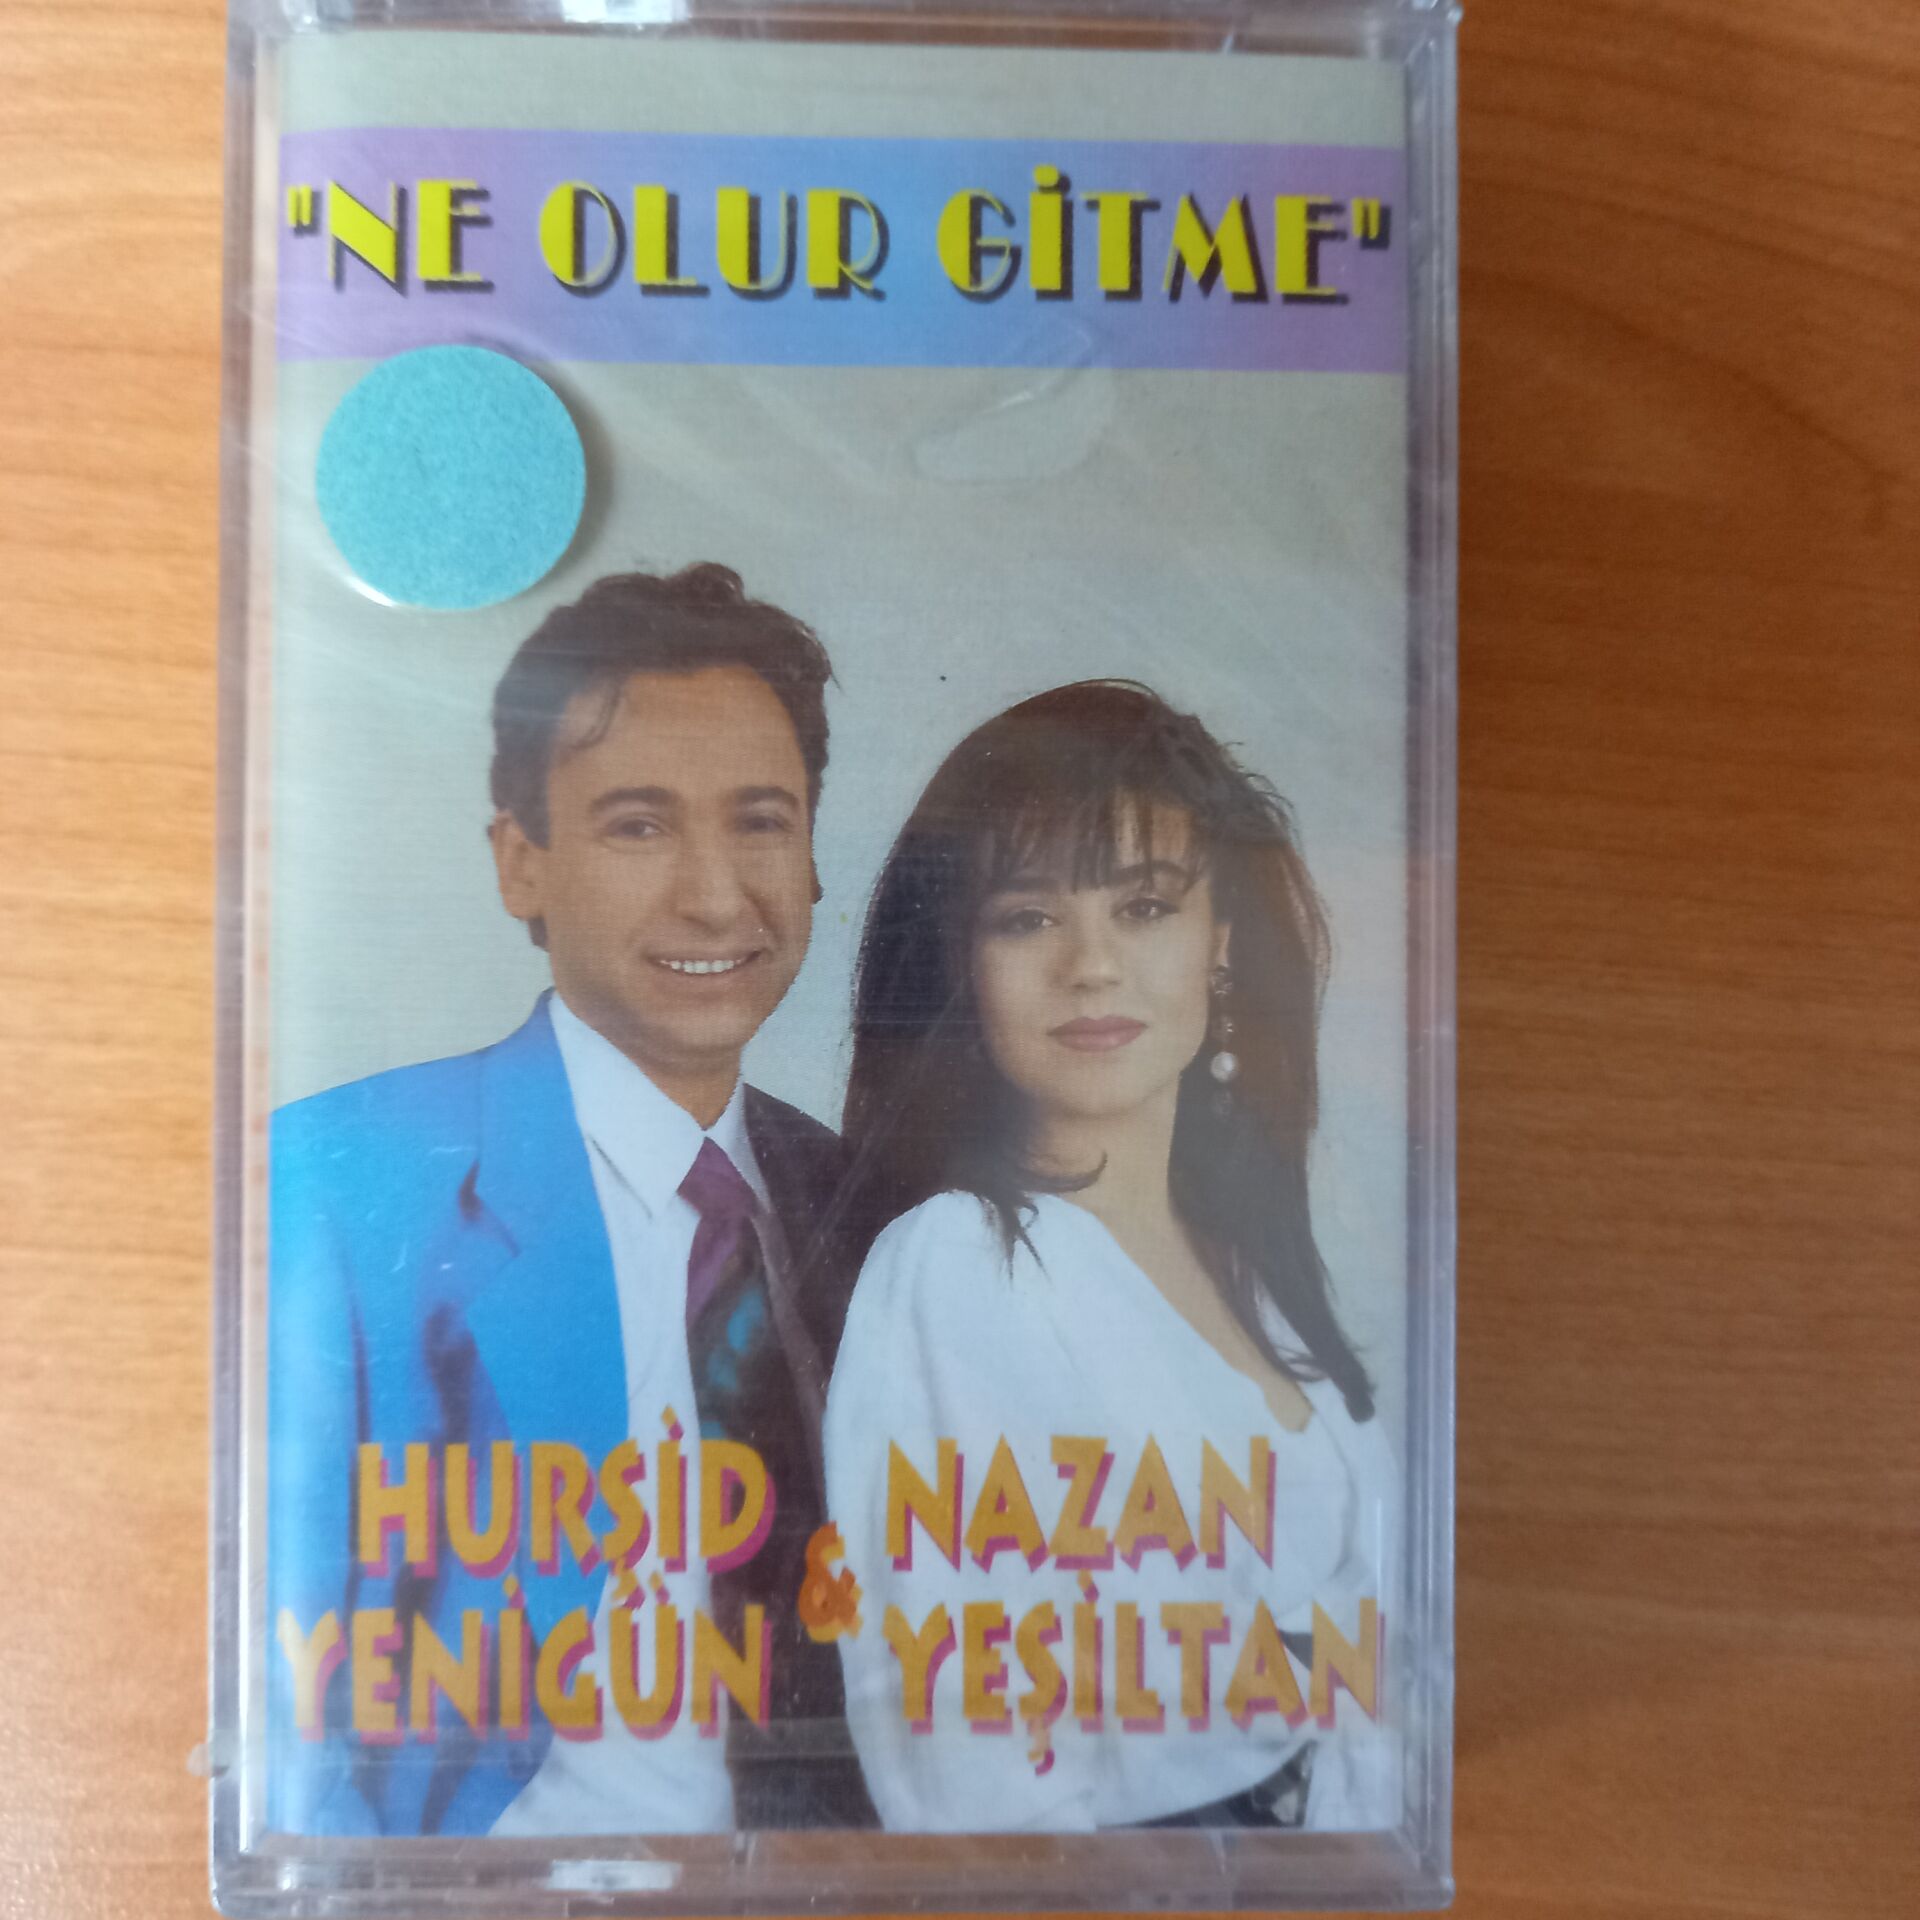 "NE OLUR GİTME"
HURŞİD
YENİGÜN
&
NAZAN
YEŞİLTAN